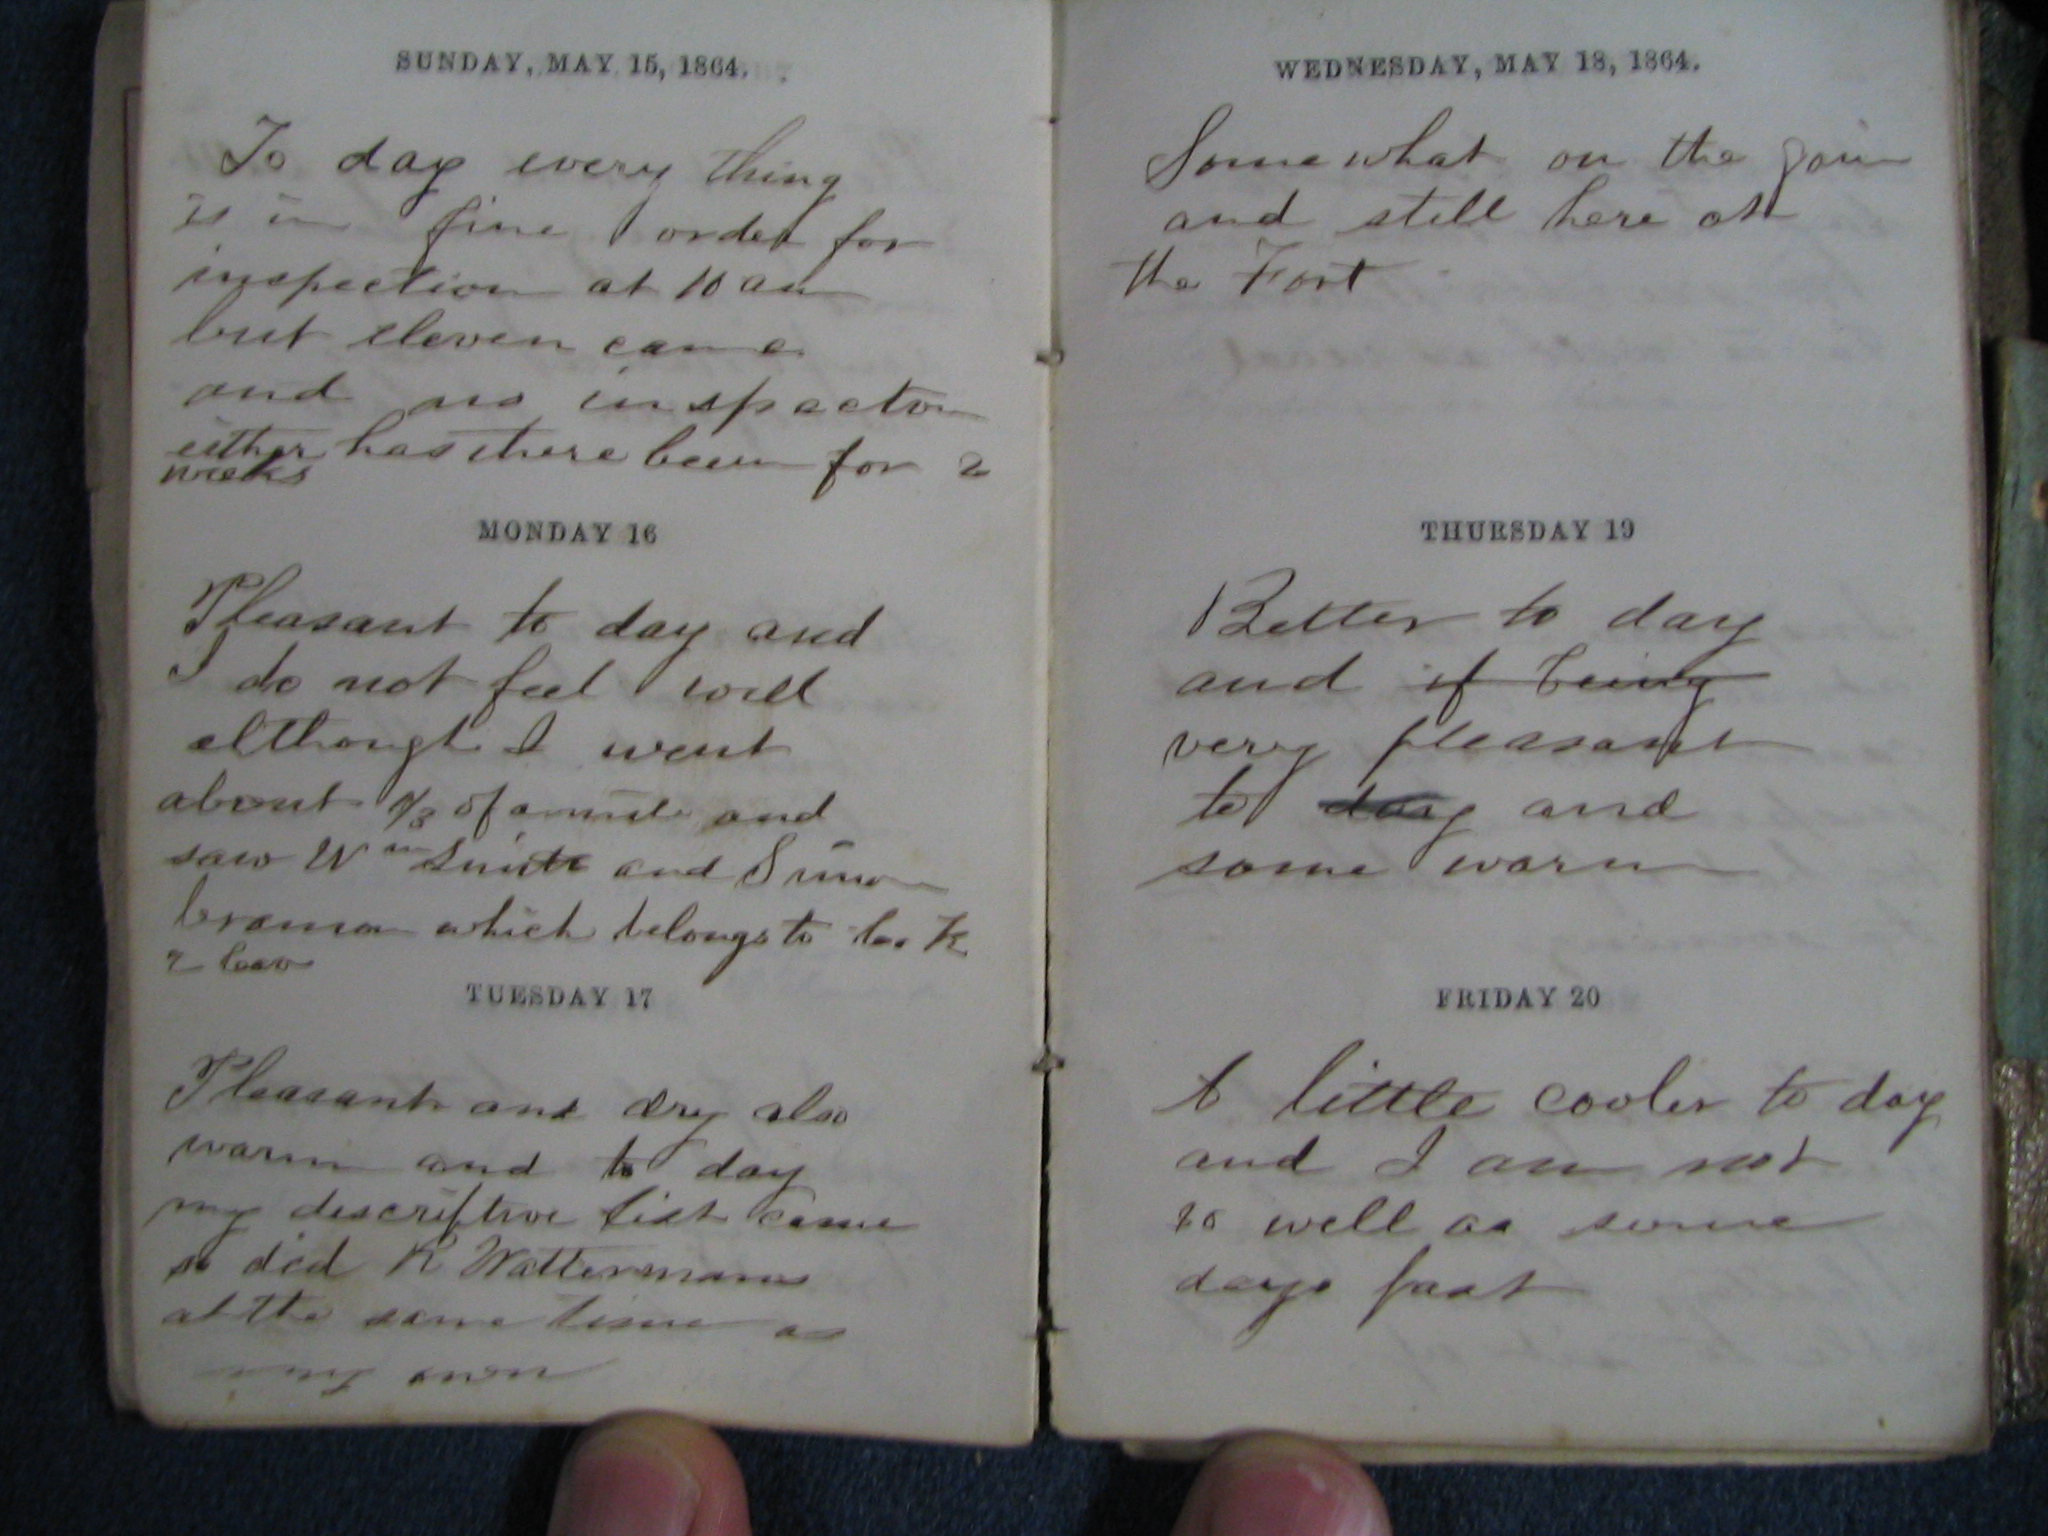 SUNDAY, MAY 15, 1864.
To day every thing
is in fine order for
inspection at 10 am
but eleven came
and no inspection
either has there been for 2
weeks
MONDAY 16
Pleasant to day and
I do not feel well
althought I went
about of a mile and
saw Wm Smith and Simon
which belongs to Co K
TUESDAY 17
Pleasant and dry also
warm and to day
my descriptive list came
so did R Wattermans
at the same time as
my own
WEDNESDAY, MAY 18, 1864.
Somewhat on the gain
and still here at
the Fort
THURSDAY 19
Better to day
and if being
very pleasant
to day and
some warm
FRIDAY 20
A little cooler to day
and I am not
so well as some
days past